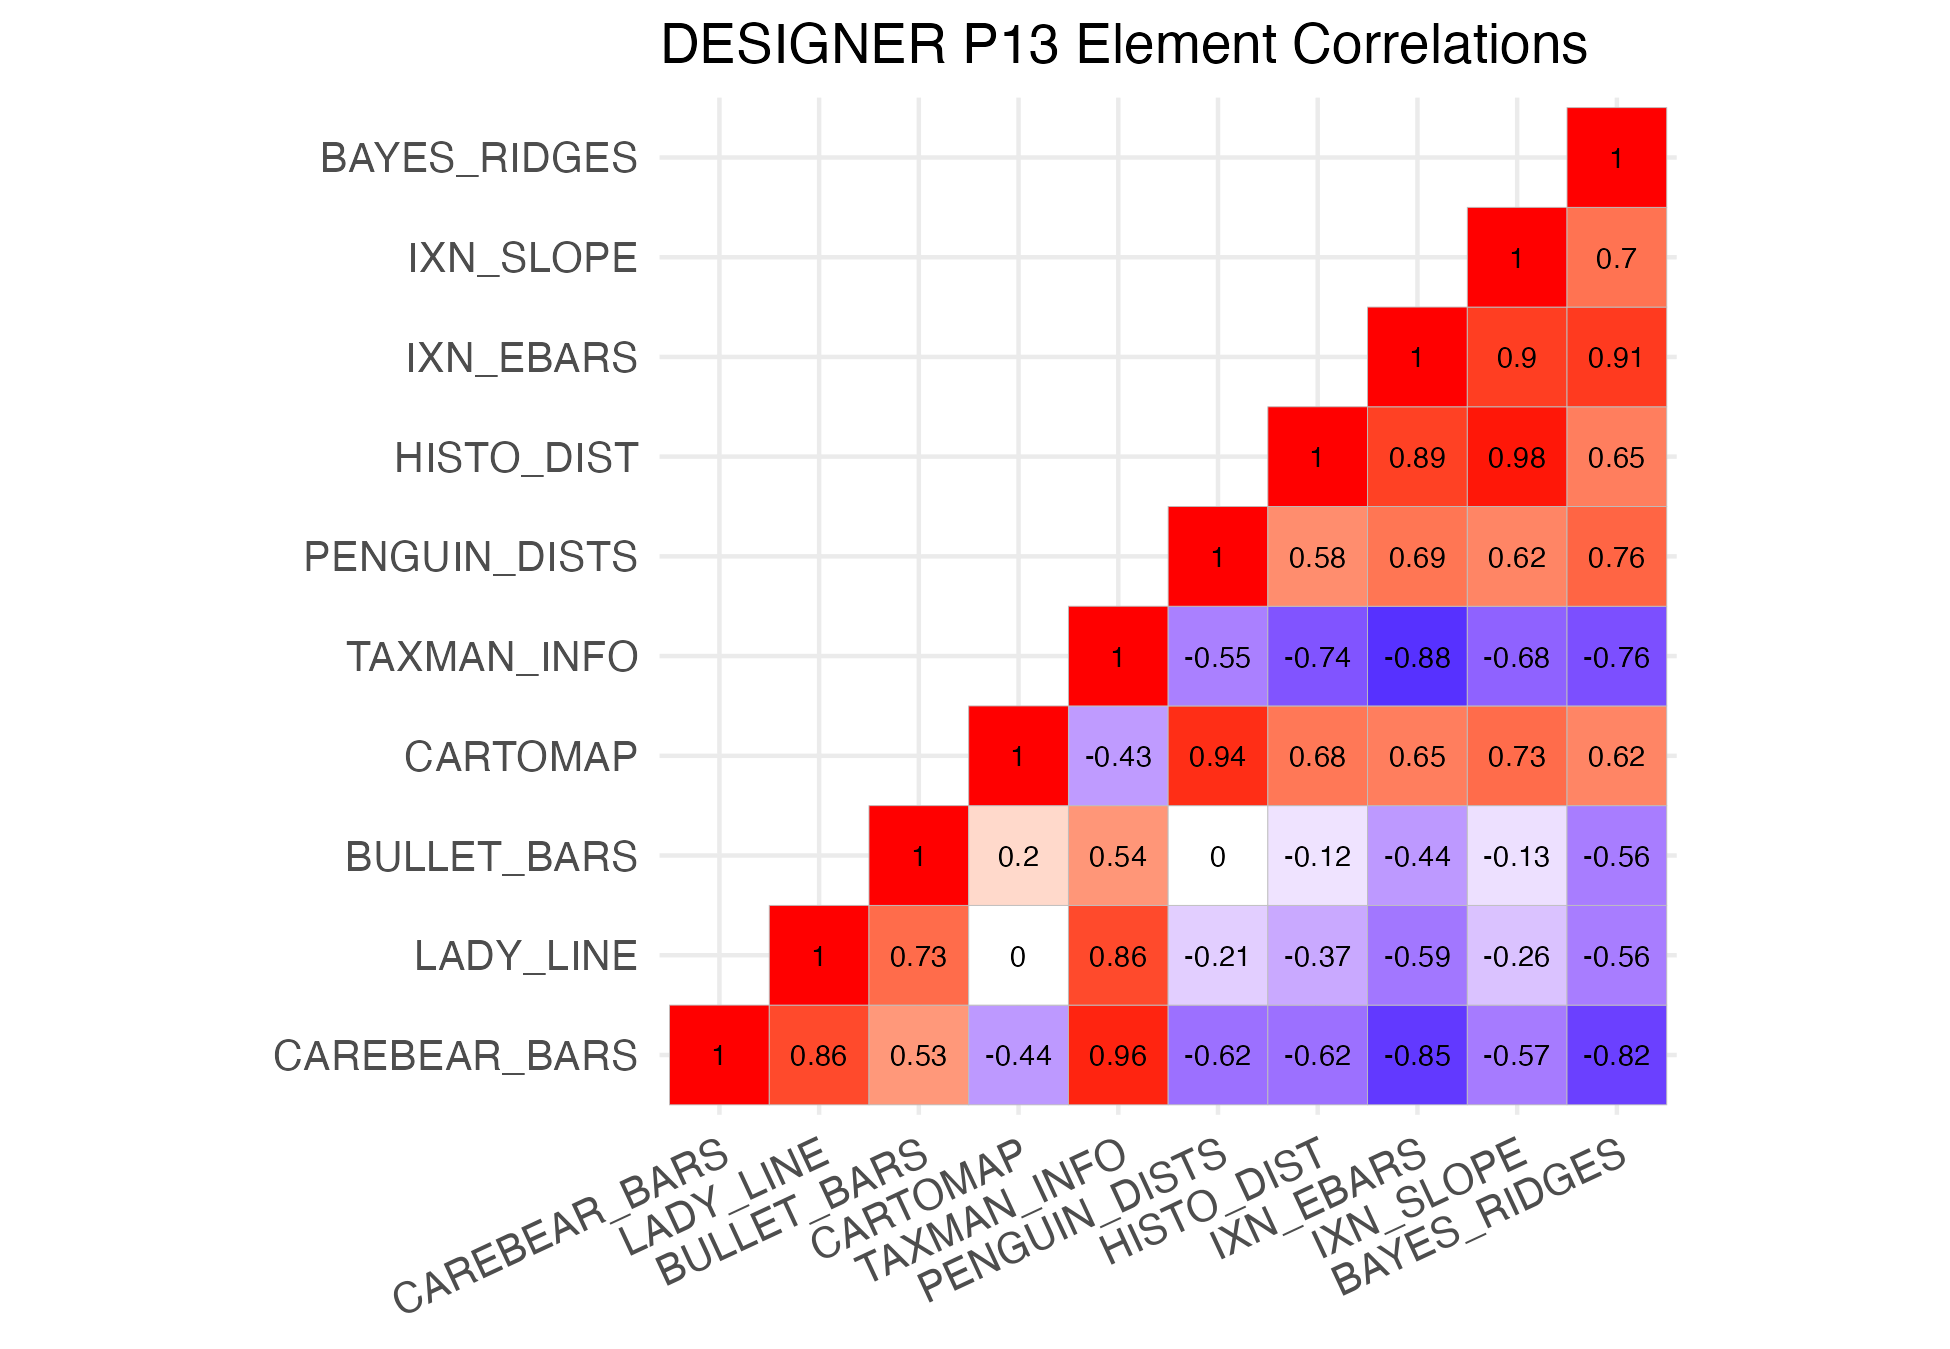 DESIGNER P13 Element Correlations
BAYES_RIDGES 1
IXN_SLOPE 1 0.7
IXN_EBARS 1 0.9 0.91
HISTO_DIST 1 0.89 0.98 0.65
PENGUIN_DISTS 1 0.58 0.69 0.62 0.76
TAXMAN_INFO 1 -0.55 -0.74 -0.88 -0.68 -0.76
CARTOMAP 1 -0.43 0.94 0.68 0.65 0.73 0.62
BULLET_BARS 1 0.2 0.54 0 -0.12 -0.44 -0.13 -0.56
LADY_LINE 1 0.73 0 0.86 -0.21 -0.37 -0.59 -0.26 -0.56
CAREBEAR_BARS 1 0.86 0.53 -0.44 0.96 -0.62 -0.62 -0.85 -0.57 -0.82
CAREBEAR_BARS
LADY_LINE
BULLET_BARS
CARTOMAP
TAXMAN_INFO
PENGUIN_DISTS
HISTO_DIST
IXN_EBARS
IXN_SLOPE
BAYES_RIDGES